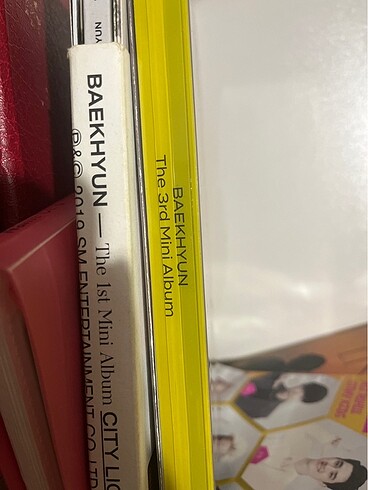 BAEKHYUN — The 1st Mini Album CITY LIG
℗&© 2019 SM ENTERTAINMENT CO., LTD
BAEKHYUN
The 3rd Mini Album